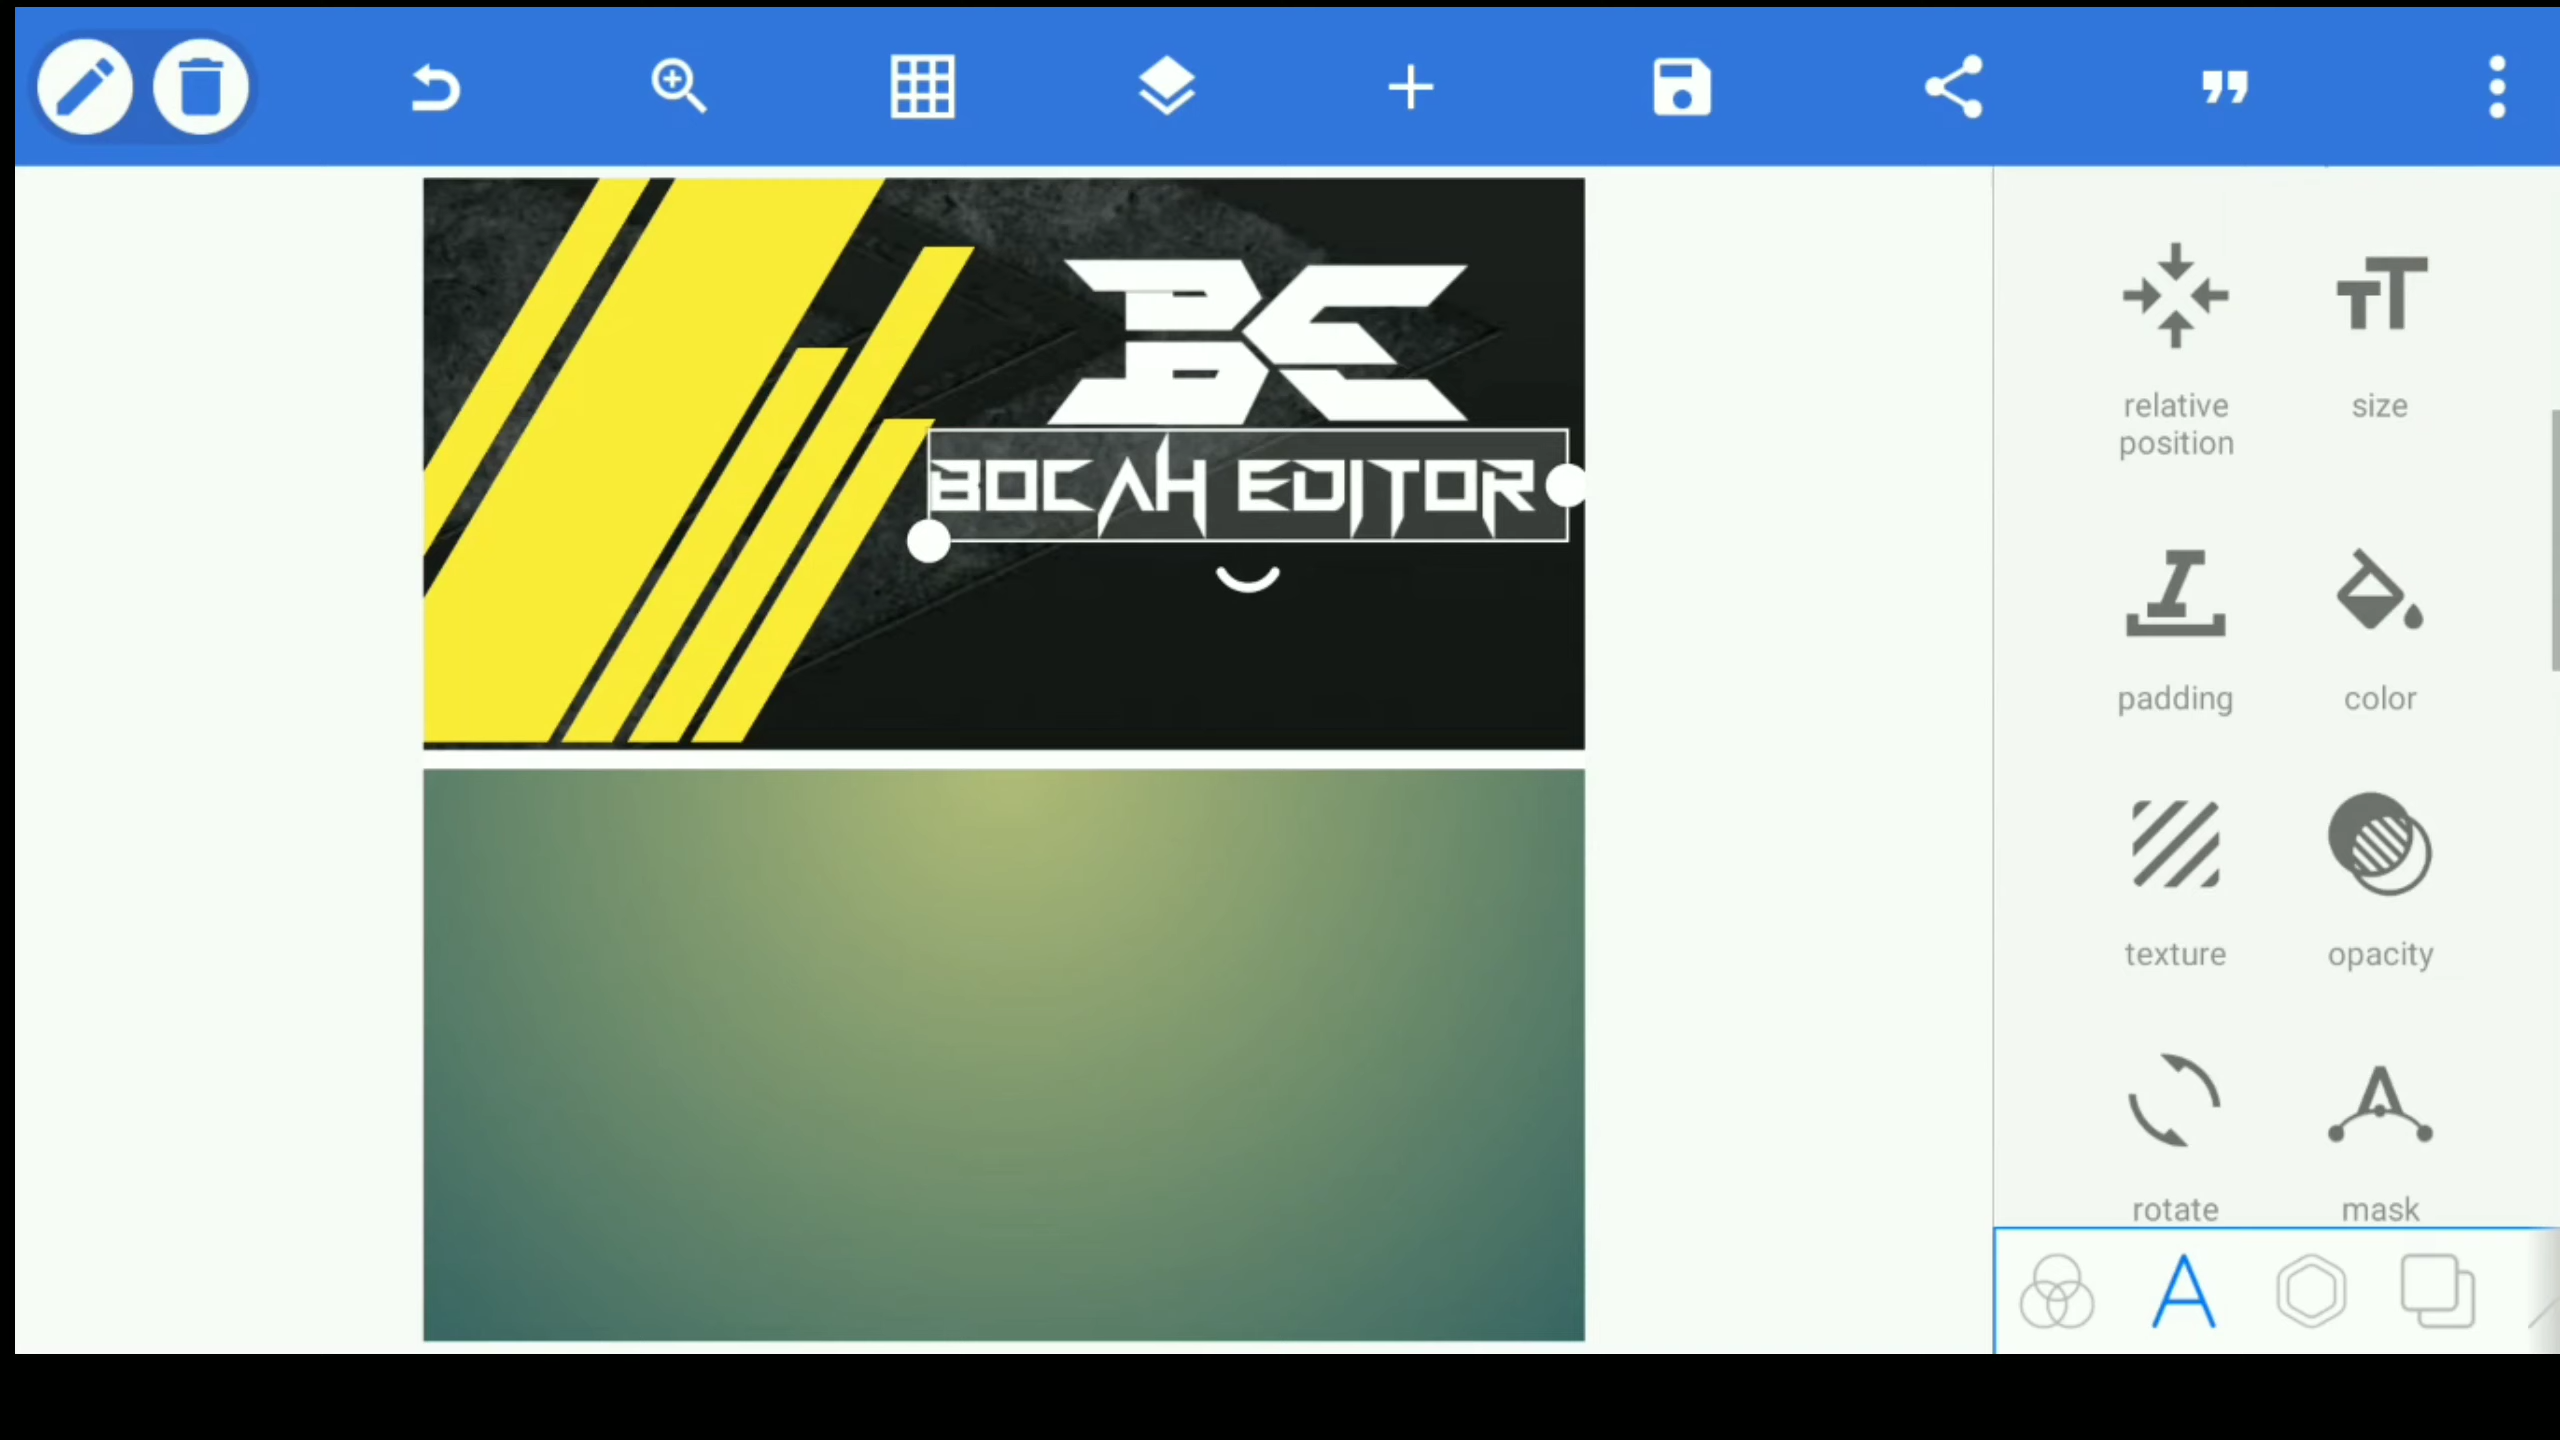 BC
BOCAH EDITOR
relative position
size
padding
color
texture
opacity
rotate
mask